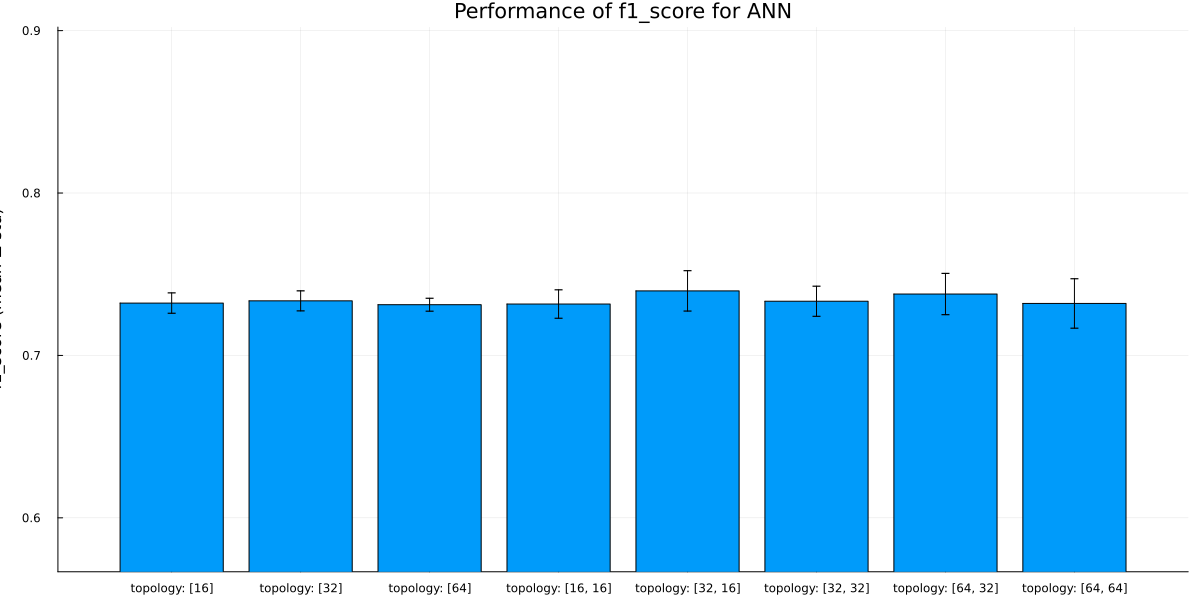 Performance of f1_score for ANN
0.9
0.8
0.7
0.6
topology: [16]
topology: [32]
topology: [64]
topology: [16, 16]
topology: [32, 16]
topology: [32, 32]
topology: [64, 32]
topology: [64, 64]